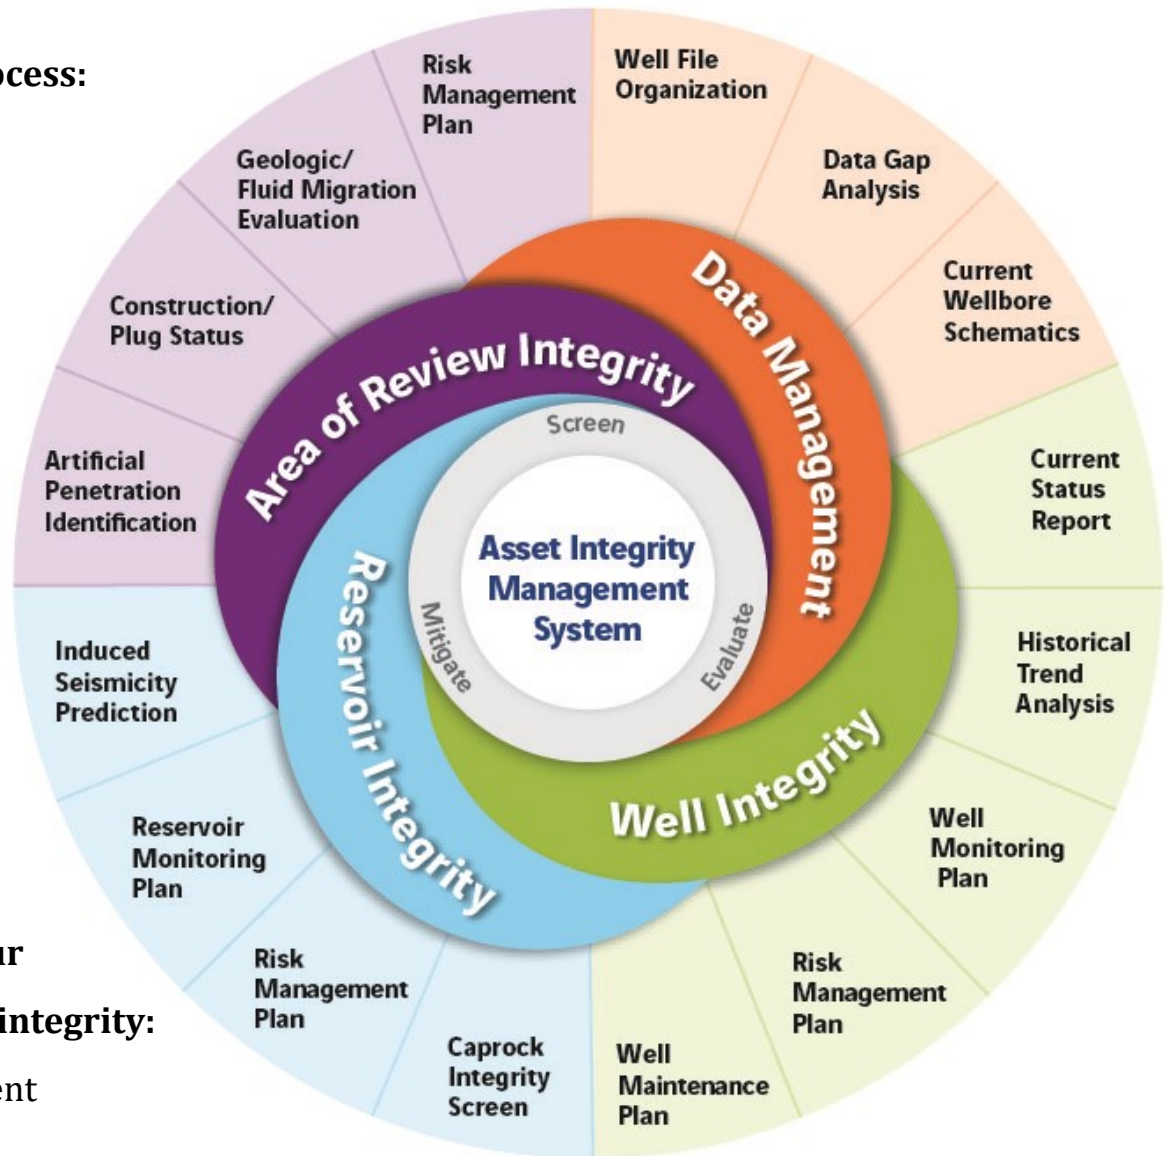 ocess:
Risk
Management
Plan
Well File
Organization
Geologic/
Fluid Migration
Evaluation
Data Gap
Analysis
Construction/
Plug Status
Current
Wellbore
Schematics
Artificial
Penetration
Identification
Current
Status
Report
Area of Review Integrity
Data Management
Screen
Asset Integrity
Management
System
Mitigate
Evaluate
Reservoir Integrity
Well Integrity
Induced
Seismicity
Prediction
Historical
Trend
Analysis
Reservoir
Monitoring
Plan
Well
Monitoring
Plan
Risk
Management
Plan
Risk
Management
Plan
Caprock
Integrity
Screen
Well
Maintenance
Plan
ur
integrity:
ent